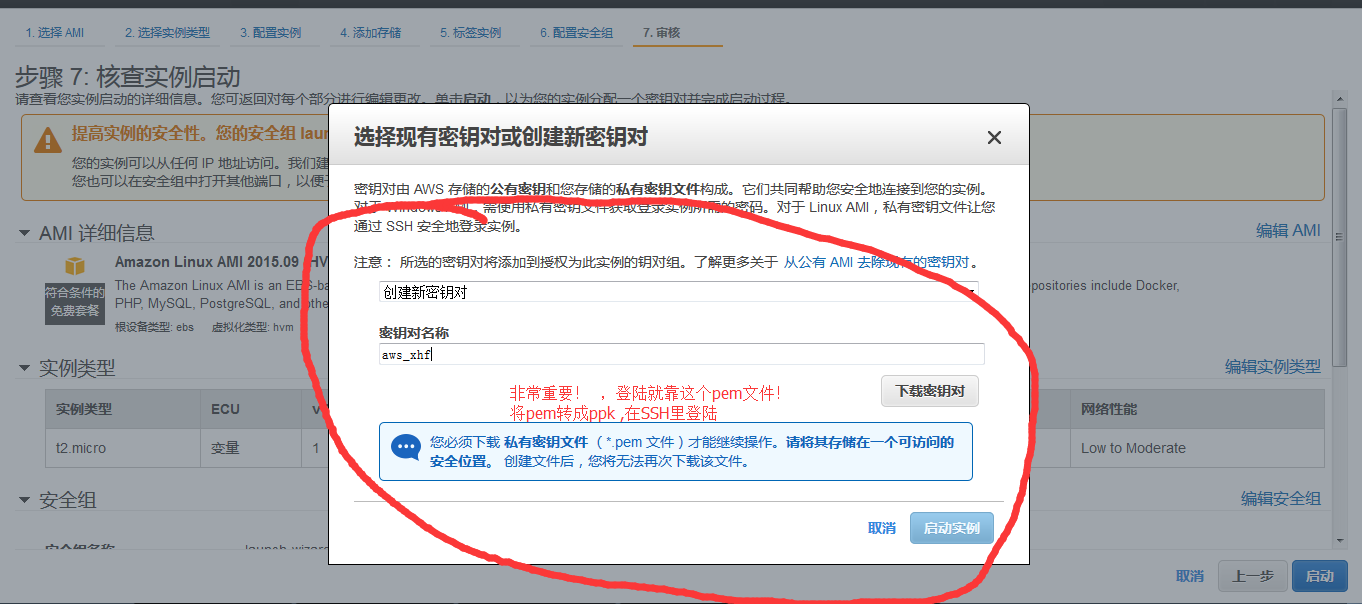 1. 选择 AMI
2. 选择实例类型
3. 配置实例
4. 添加存储
5. 标签实例
6. 配置安全组
7. 审核
步骤 7: 核查实例启动
请查看您实例启动的详细信息。您可返回对每个部分进行编辑更改。单击启动，以为您的实例分配一个密钥对并完成启动过程。
提高实例的安全性。您的安全组 laun
您的实例可以从任何 IP 地址访问。我们建
您也可以在安全组中打开其他端口，以便于
选择现有密钥对或创建新密钥对
密钥对由 AWS 存储的公有密钥和您存储的私有密钥文件构成。它们共同帮助您安全地连接到您的实例。
对于 Windows 需使用私有密钥文件获取登录实例所需的密码。对于 Linux AMI，私有密钥文件让您
通过 SSH 安全地登录实例。
注意： 所选的密钥对将添加到授权为此实例的钥对组。了解更多关于 从公有 AMI 去除现有的密钥对。
创建新密钥对
密钥对名称
aws_xhf
非常重要！ ，登陆就靠这个pem文件！
将pem转成ppk ,在SSH里登陆
下载密钥对
您必须下载 私有密钥文件 （ *.pem 文件 ) 才能继续操作。请将其存储在一个可访问的
安全位置。 创建文件后，您将无法再次下载该文件。
取消
启动实例
AMI 详细信息
编辑 AMI
Amazon Linux AMI 2015.09 HV
The Amazon Linux AMI is an EBS-ba
positories include Docker,
PHP, MySQL, PostgreSQL, and othe
符合条件的
免费套餐
根设备类型: ebs 虚拟化类型: hvm
实例类型
编辑实例类型
实例类型 ECU v 网络性能
t2.micro 变量 1 Low to Moderate
安全组
编辑安全组
安全组名称 launch-wizard
取消
上一步
启动